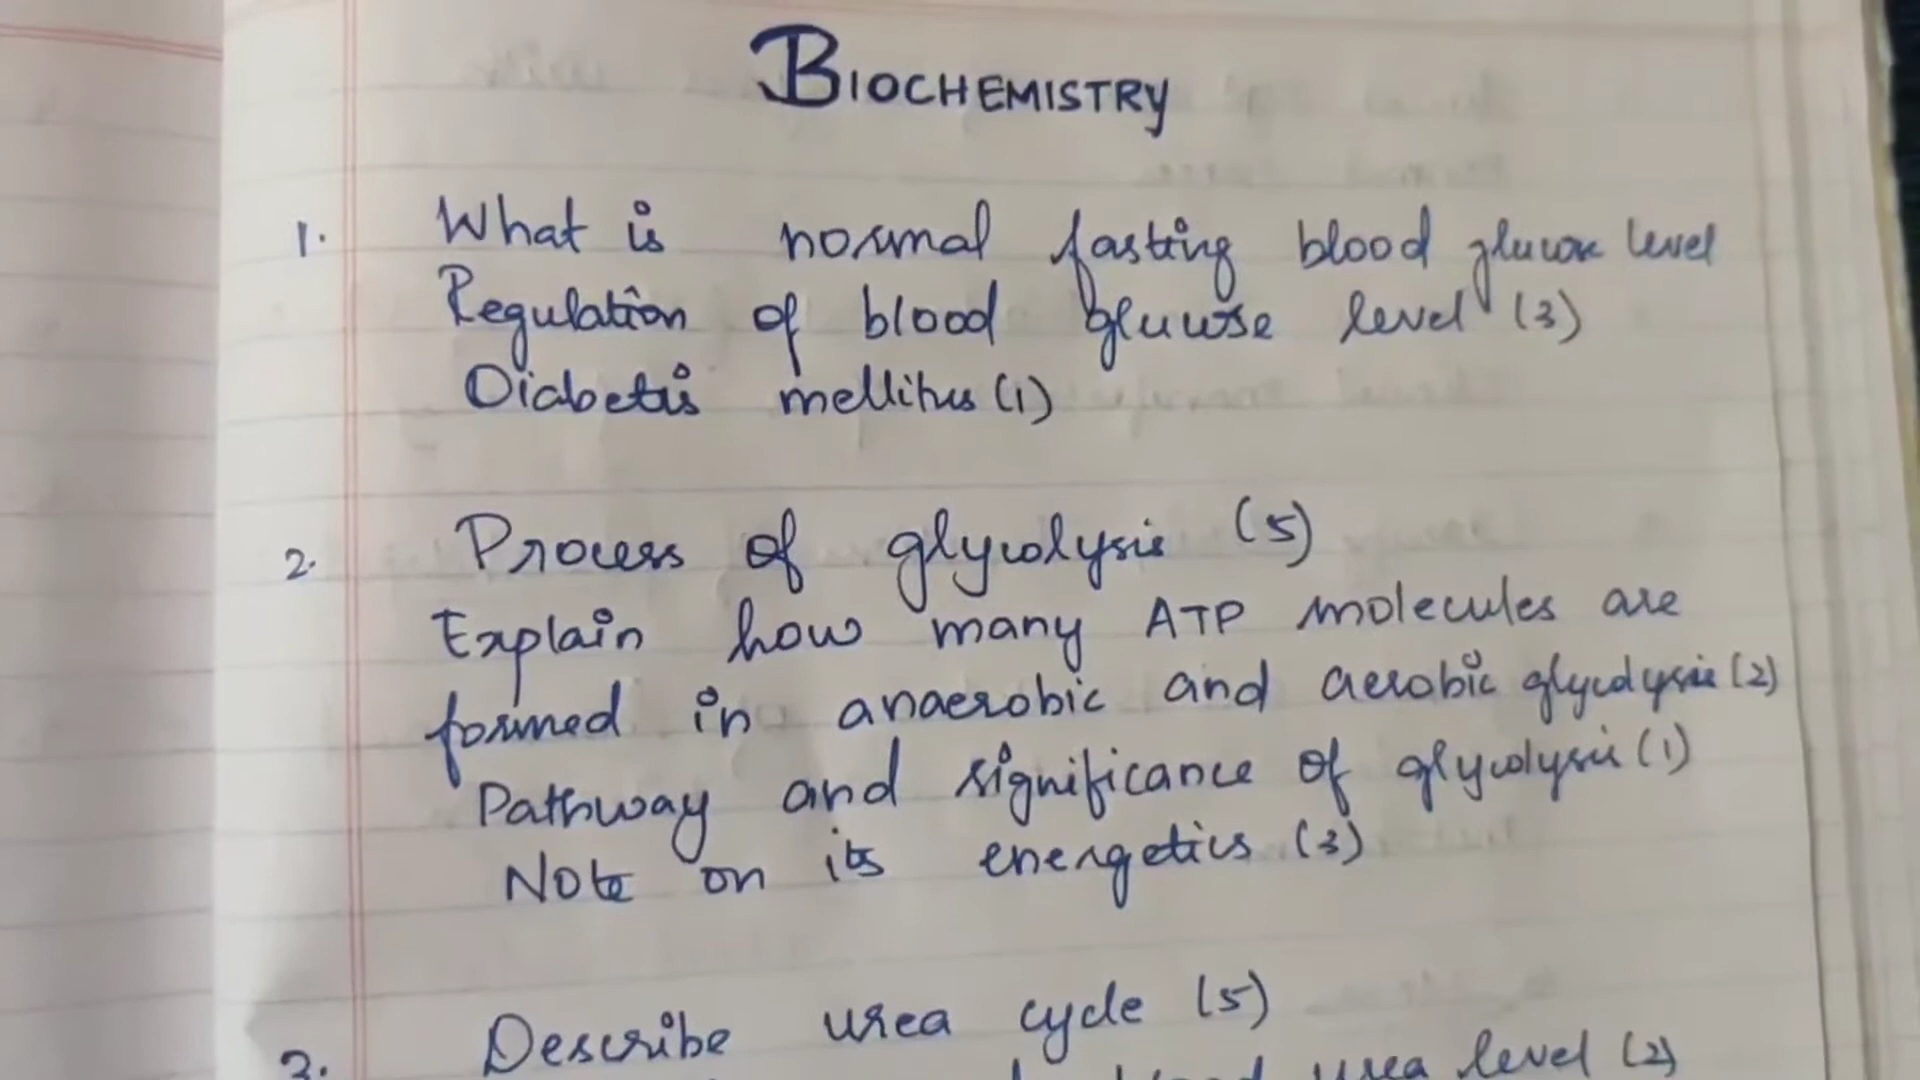 BIOCHEMISTRY
1. What is normal fasting blood glucose level
Regulation of blood glucose level (3)
Diabetis mellitus (1)
2. Process of glycolysis (5)
Explain how many ATP molecules are
formed in anaerobic and aerobic glycolysis (2)
Pathway and significance of glycolysis (1)
Note on its energetics (3)
3. Describe urea cycle (5)
blood urea level (2)